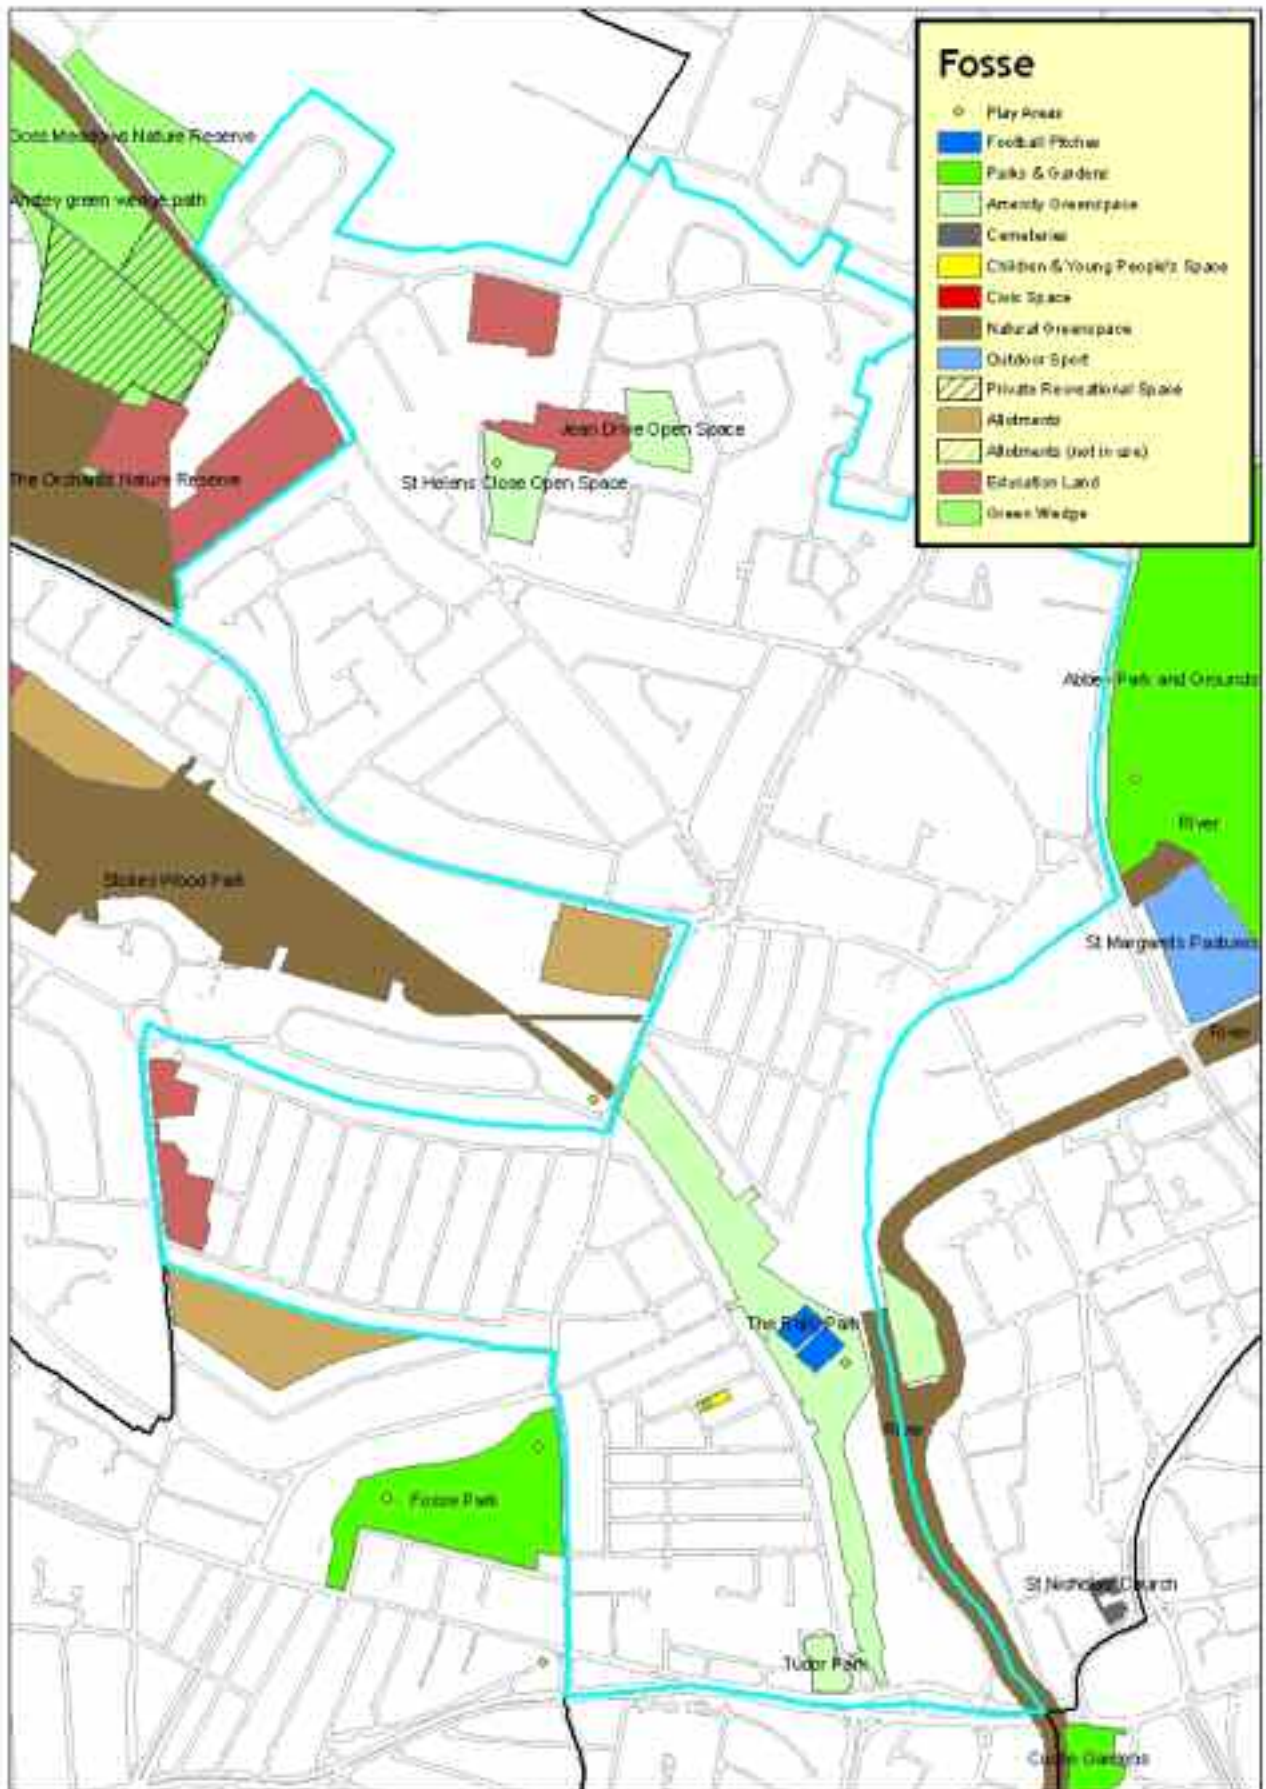 Fosse
Play Areas
Football Pitches
Parks & Gardens
Amenity Greenspace
Cemeteries
Children & Young People's Space
Civic Space
Natural Greenspace
Outdoor Sport
Private Recreational Space
Allotments
Allotments (not in use)
Education Land
Green Wedge
Goss Meadows Nature Reserve
Anstey green wedge path
Jean Drive Open Space
The Orchards Nature Reserve
St Helens Close Open Space
Abbey Park and Grounds
River
Stokes Wood Park
St Margarets Pastures
River
The Rally Park
River
Fosse Park
St Nicholas Church
Tudor Park
Castle Gardens